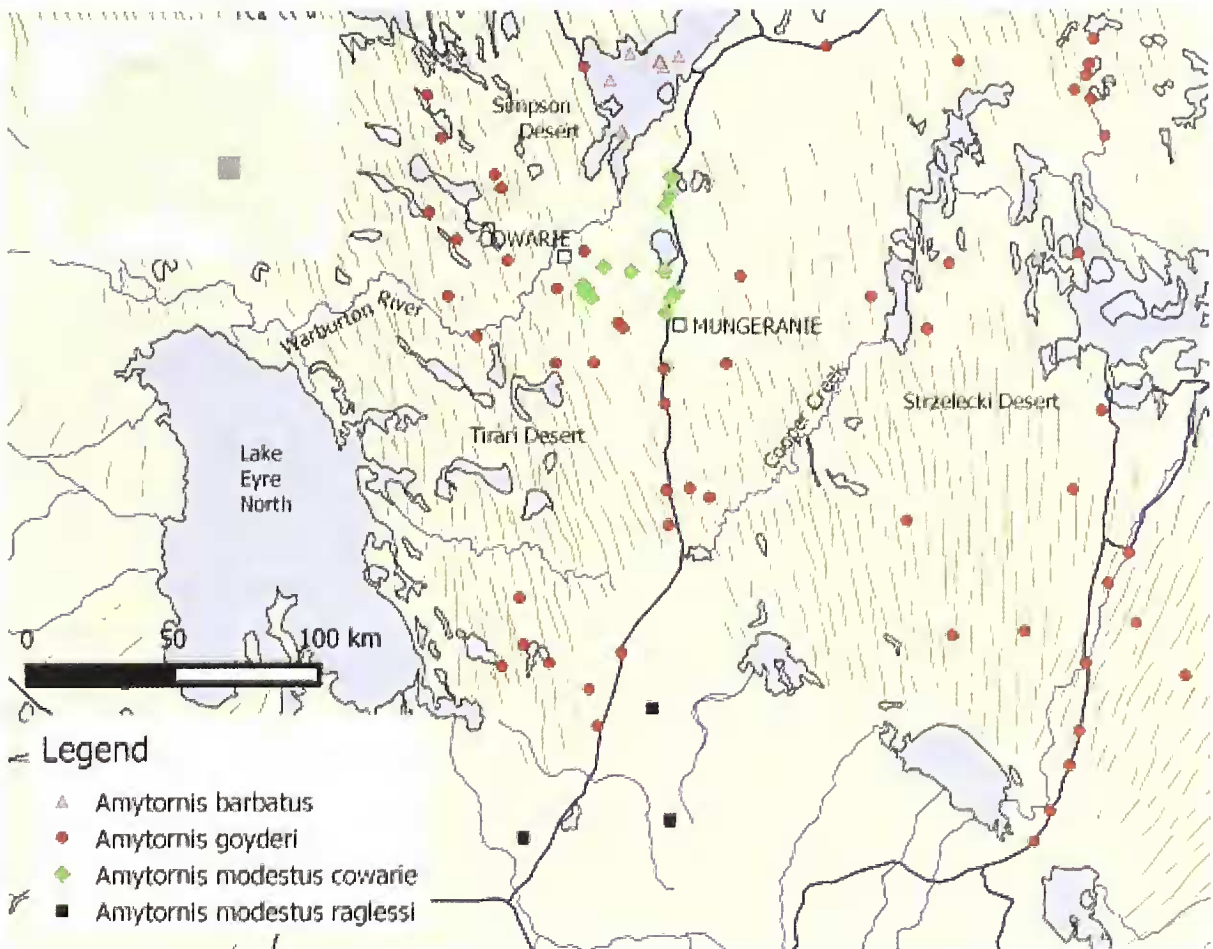 Simpson
Desert
COWARIE
Warburton River
MUNGERANIE
Cooper Creek
Strzelecki Desert
Tirari Desert
Lake
Eyre
North
0 50 100 km
Legend
Amytornis barbatus
Amytornis goyderi
Amytornis modestus cowarie
Amytornis modestus raglessi